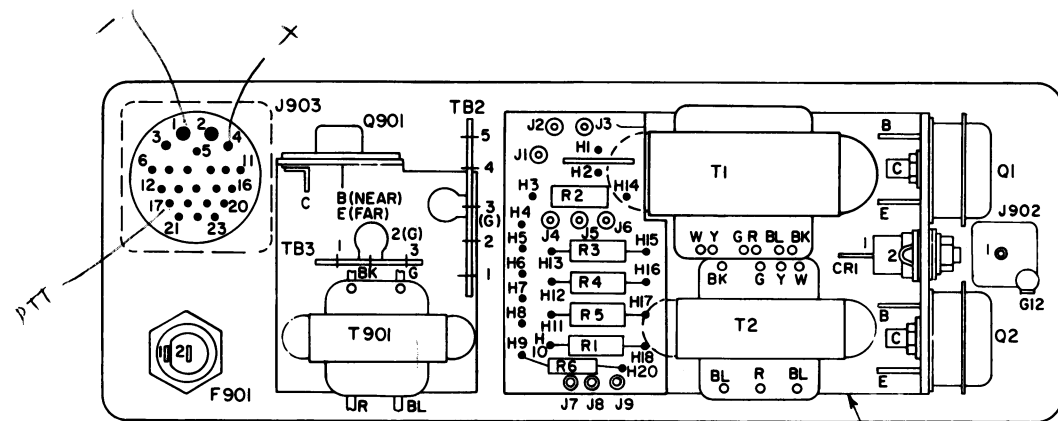 - +
J903
1 2
3 4
5
6 11
12 16
17 20
21 23
PTT
Q901
C
B(NEAR)
E(FAR)
TB2
5
4
3
(G)
2
1
TB3
1
2(G)
3
BK G
T901
R BL
1 2
F901
J2 J3
J1
H1
H2
H3
R2
H14
H4
J4 J5 J6
H5
H13
R3
H15
H6
H12
R4
H16
H7
H11
R5
H17
H8
H
10
R1
H18
H9
R6
H20
J7 J8 J9
T1
W Y G R BL BK
BK G Y W
T2
BL R BL
B
C
E
Q1
J902
1
2
CR1
1
G12
B
C
E
Q2